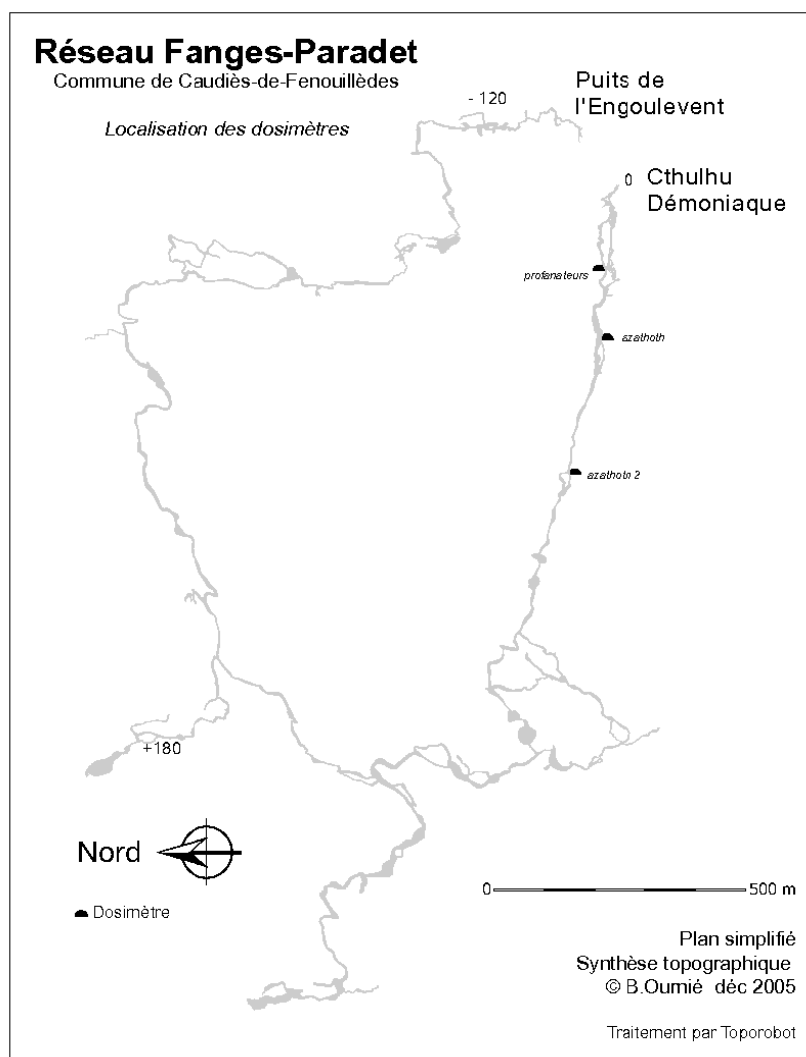 Réseau Fanges-Paradet
Commune de Caudiès-de-Fenouillèdes
Localisation des dosimètres
- 120
Puits de
l'Engoulevent
0
Cthulhu
Démoniaque
profanateurs
azathoth
azathoth 2
+180
Nord
Dosimètre
0
500 m
Plan simplifié
Synthèse topographique
© B.Ournié déc 2005
Traitement par Toporobot